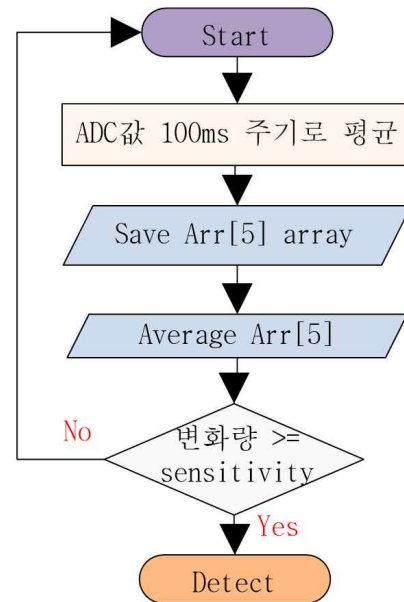 Start
ADC값 100ms 주기로 평균
Save Arr[5] array
Average Arr[5]
변화량 >=
sensitivity
No
Yes
Detect